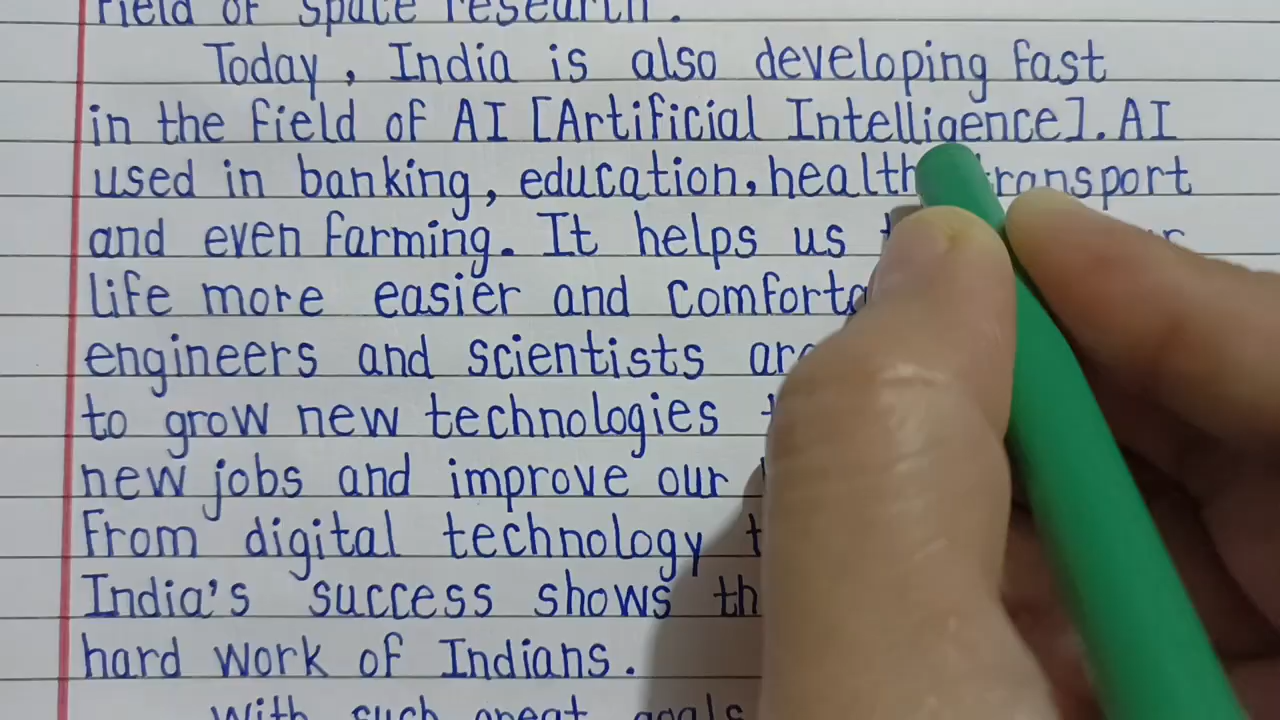 field of space research.
Today, India is also developing fast
in the field of AI [Artificial Intelligence]. AI
used in banking, education, health transport
and even farming. It helps us
life more easier and
engineers and scientists
to grow new technologies
new jobs and improve our
From digital technology
India's success shows
hard work of Indians.
With such great goals